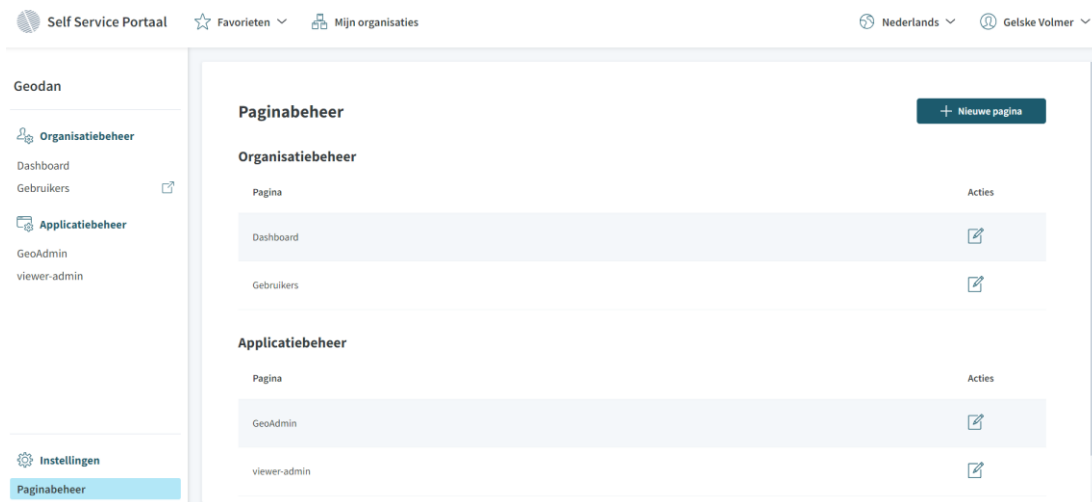 Self Service Portaal
Favorieten
Mijn organisaties
Nederlands
Gelske Volmer
Geodan
Organisatiebeheer
Dashboard
Gebruikers
Applicatiebeheer
GeoAdmin
viewer-admin
Instellingen
Paginabeheer
Paginabeheer
+ Nieuwe pagina
Organisatiebeheer
Pagina Acties
Dashboard
Gebruikers
Applicatiebeheer
Pagina Acties
GeoAdmin
viewer-admin